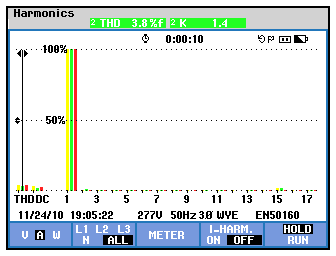 Harmonics
2 THD 3.8%f 2 K 1.4
0:00:10
100%
50%
THDDC 1 3 5 7 9 11 13 15 17
11/24/10 19:05:22 277V 50Hz 3Ø WYE EN50160
V A W L1 L2 L3 N ALL METER I-HARM. ON OFF HOLD RUN